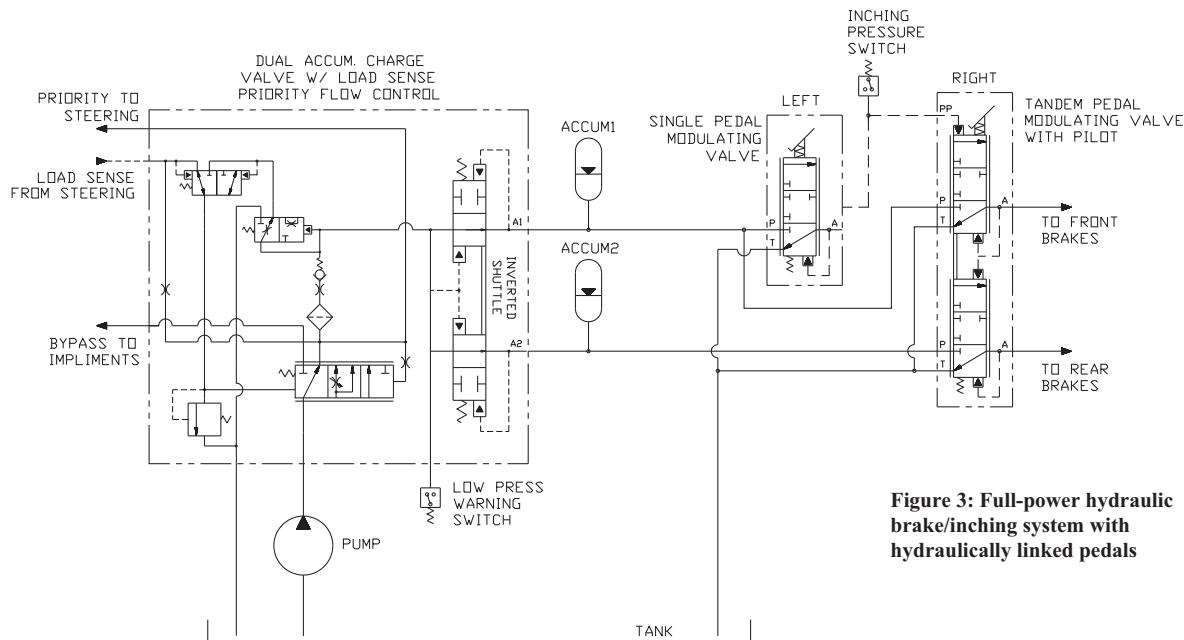 INCHING
PRESSURE
SWITCH
DUAL ACCUM. CHARGE
VALVE W/ LOAD SENSE
PRIORITY FLOW CONTROL
RIGHT
PRIORITY TO
STEERING
LEFT
PP
TANDEM PEDAL
MODULATING VALVE
WITH PILOT
ACCUM1
SINGLE PEDAL
MODULATING
VALVE
LOAD SENSE
FROM STEERING
A1
P
T
A
P
T
A
TO FRONT
BRAKES
ACCUM2
INVERTED
SHUTTLE
BYPASS TO
IMPLIMENTS
A2
P
T
A
TO REAR
BRAKES
LOW PRESS
WARNING
SWITCH
PUMP
Figure 3: Full-power hydraulic
brake/inching system with
hydraulically linked pedals
TANK